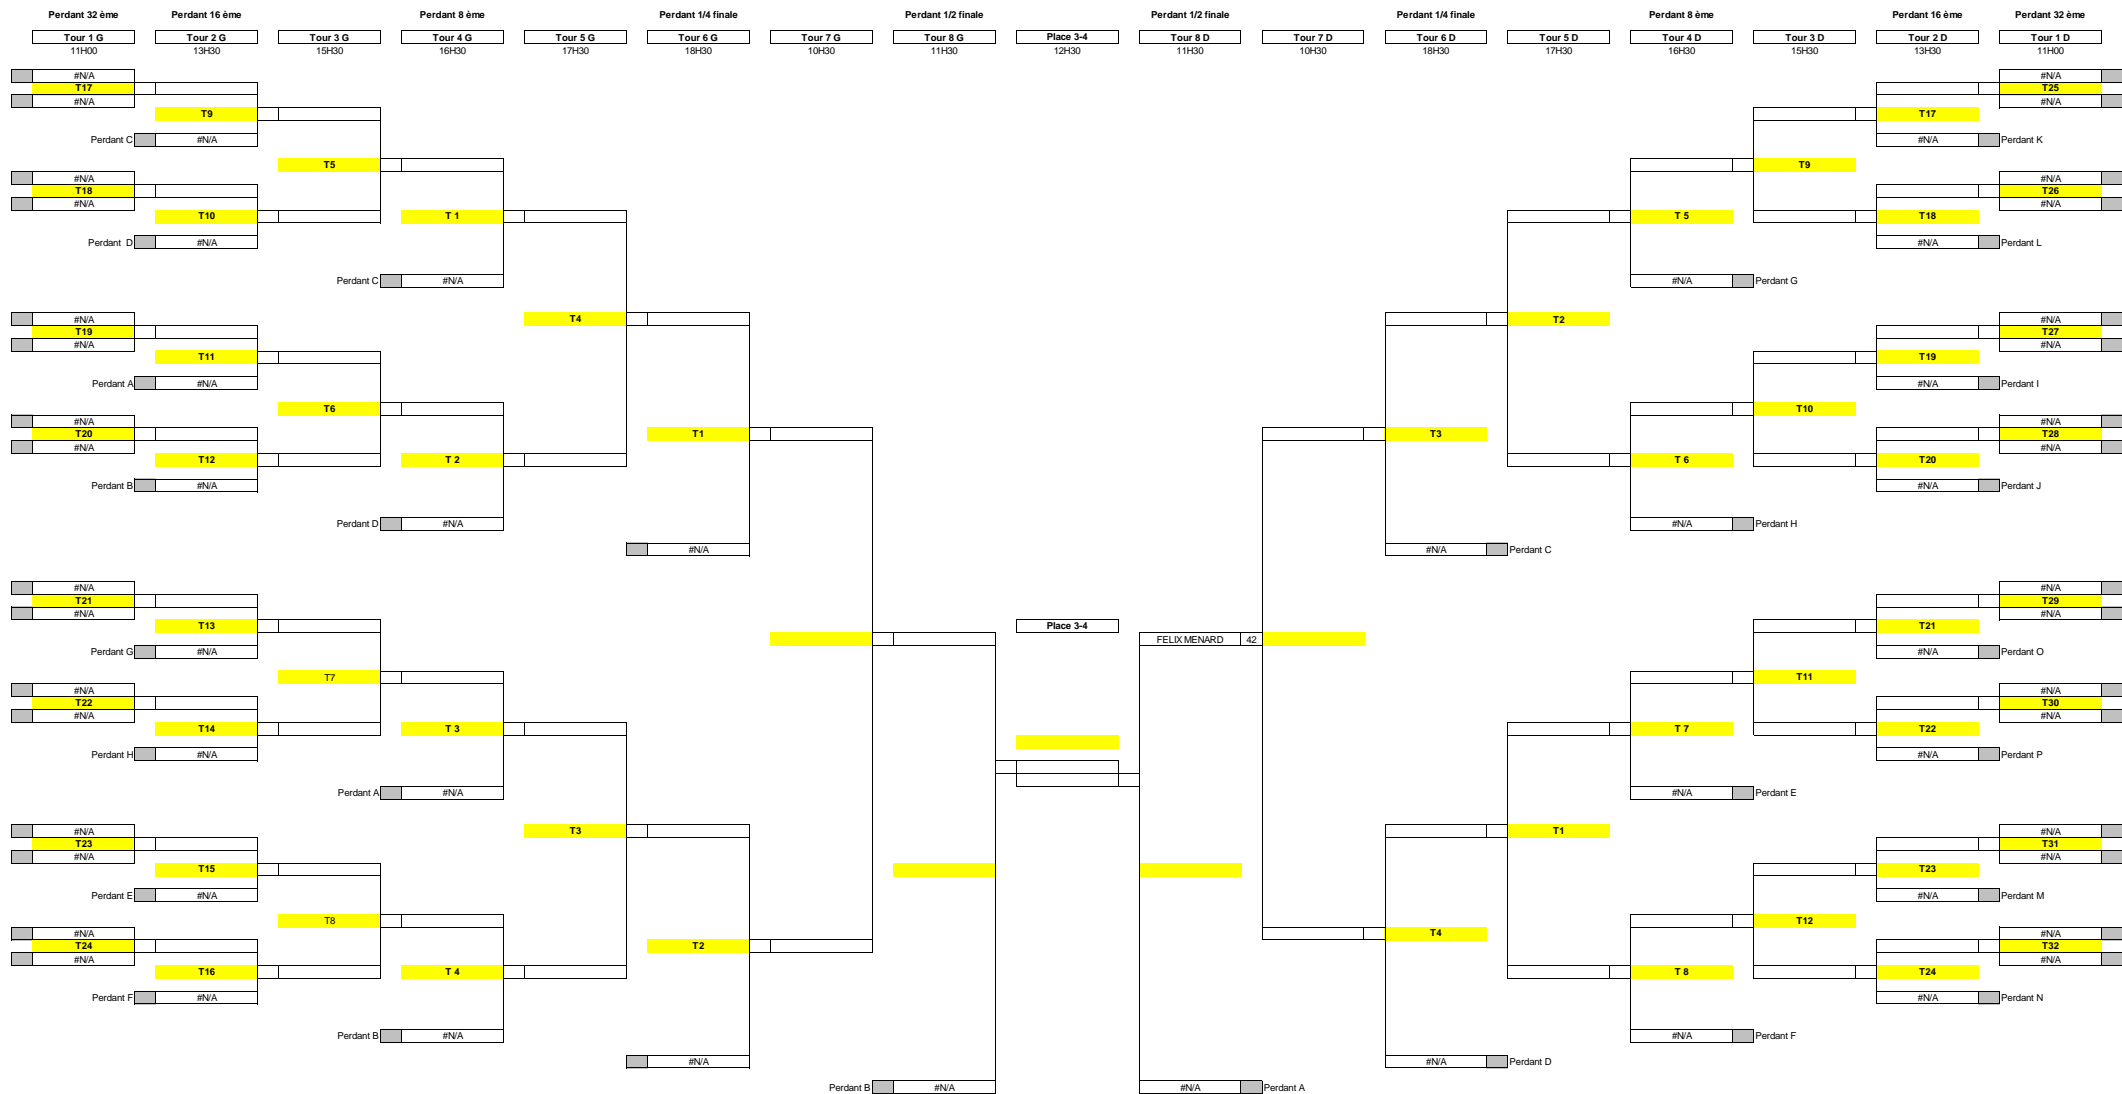 Perdant 32 ème Perdant 16 ème Perdant 8 ème Perdant 1/4 finale Perdant 1/2 finale Perdant 1/2 finale Perdant 1/4 finale Perdant 8 ème Perdant 16 ème Perdant 32 ème
Tour 1 G Tour 2 G Tour 3 G Tour 4 G Tour 5 G Tour 6 G Tour 7 G Tour 8 G Place 3-4 Tour 8 D Tour 7 D Tour 6 D Tour 5 D Tour 4 D Tour 3 D Tour 2 D Tour 1 D
11H00 13H30 15H30 16H30 17H30 18H30 10H30 11H30 12H30 11H30 10H30 18H30 17H30 16H30 15H30 13H30 11H00
#N/A #N/A
T17 T25
#N/A #N/A
T9 T17
Perdant C #N/A #N/A Perdant K
T5 T9
#N/A #N/A
T18 T26
#N/A #N/A
T10 T 1 T 5 T18
Perdant D #N/A #N/A Perdant L
Perdant C #N/A #N/A Perdant G
#N/A T4 T2 #N/A
T19 T27
#N/A #N/A
T11 T19
Perdant A #N/A #N/A Perdant I
T6 T10
#N/A #N/A
T20 T1 T3 T28
#N/A #N/A
T12 T 2 T 6 T20
Perdant B #N/A #N/A Perdant J
Perdant D #N/A #N/A Perdant H
#N/A #N/A Perdant C
#N/A #N/A
T21 T29
#N/A #N/A
T13 Place 3-4 T21
FELIX MENARD 42
Perdant G #N/A #N/A Perdant O
T7 T11
#N/A #N/A
T22 T30
#N/A #N/A
T14 T 3 T 7 T22
Perdant H #N/A #N/A Perdant P
Perdant A #N/A #N/A Perdant E
#N/A T3 T1 #N/A
T23 T31
#N/A #N/A
T15 T23
Perdant E #N/A #N/A Perdant M
T8 T12
#N/A T4 #N/A
T24 T2 T32
#N/A #N/A
T16 T 4 T 8 T24
Perdant F #N/A #N/A Perdant N
Perdant B #N/A #N/A Perdant F
#N/A #N/A Perdant D
Perdant B #N/A #N/A Perdant A